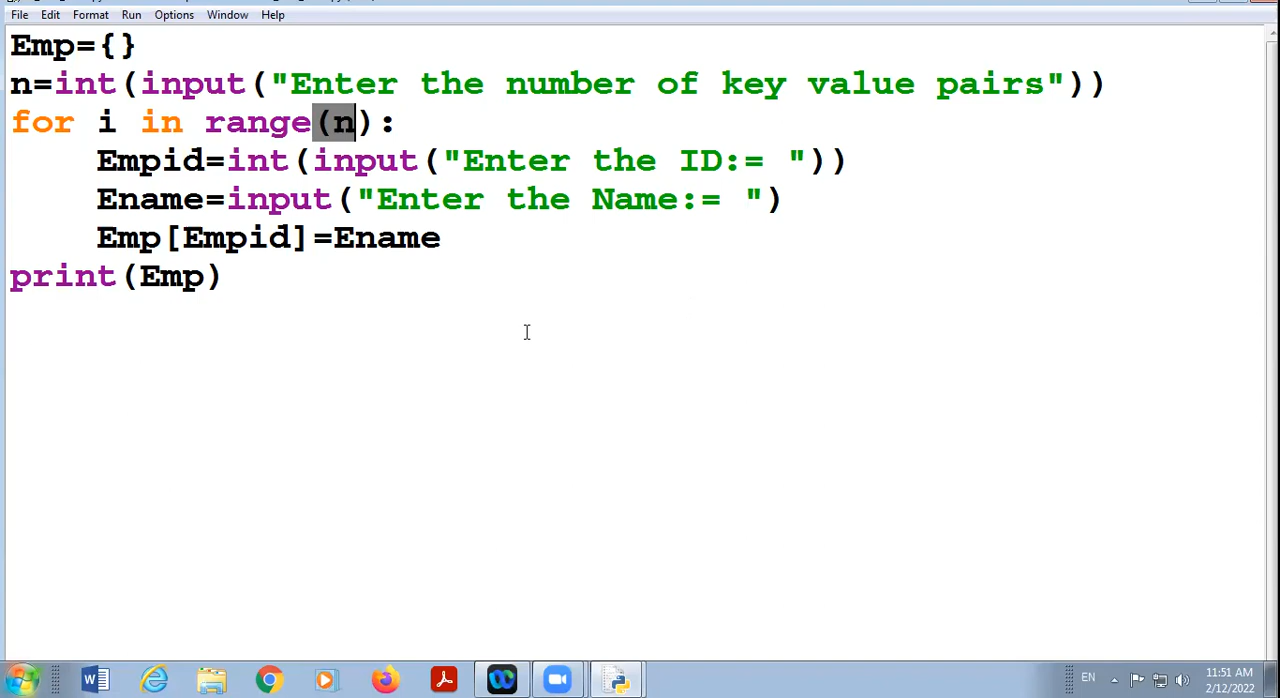 File Edit Format Run Options Window Help
Emp={}
n=int(input("Enter the number of key value pairs"))
for i in range(n):
    Empid=int(input("Enter the ID:= "))
    Ename=input("Enter the Name:= ")
    Emp[Empid]=Ename
print(Emp)
EN
11:51 AM
2/12/2022